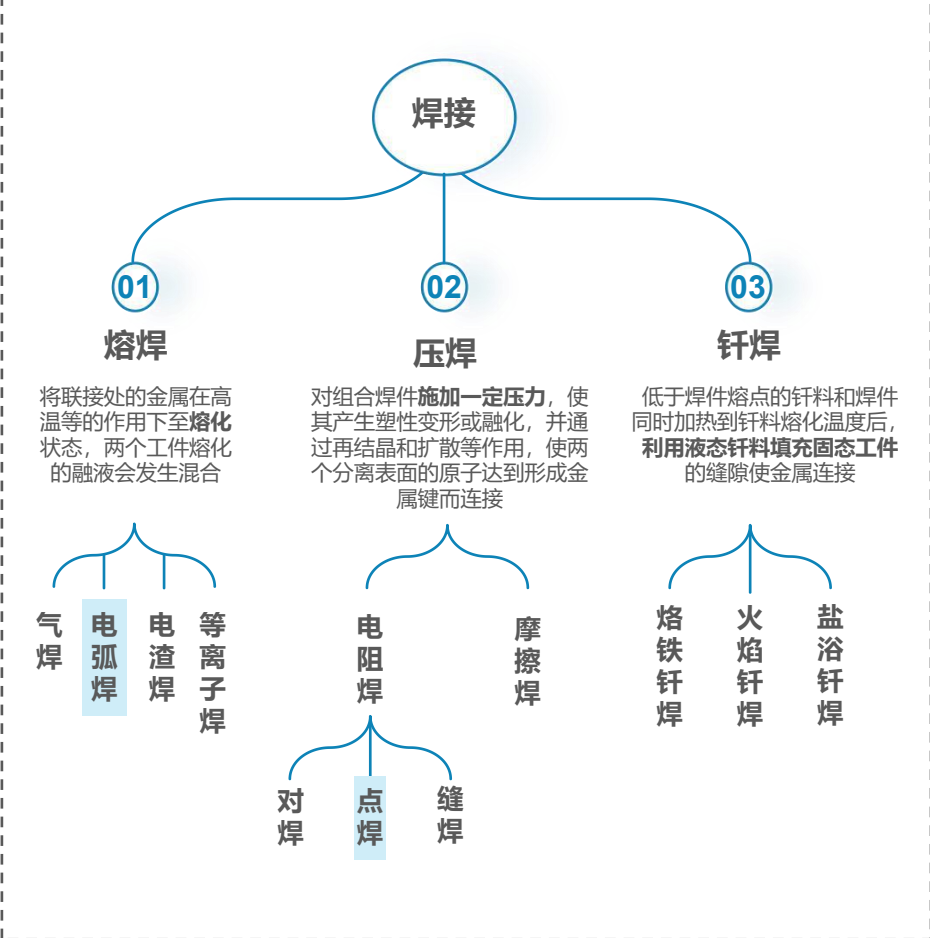 焊接
01
熔焊
将联接处的金属在高
温等的作用下至熔化
状态，两个工件熔化
的融液会发生混合
气焊
电弧焊
电渣焊
等离子焊
02
压焊
对组合焊件施加一定压力，使
其产生塑性变形或融化，并通
过再结晶和扩散等作用，使两
个分离表面的原子达到形成金
属键而连接
电阻焊
摩擦焊
对焊
点焊
缝焊
03
钎焊
低于焊件熔点的钎料和焊件
同时加热到钎料熔化温度后，
利用液态钎料填充固态工件
的缝隙使金属连接
烙铁钎焊
火焰钎焊
盐浴钎焊